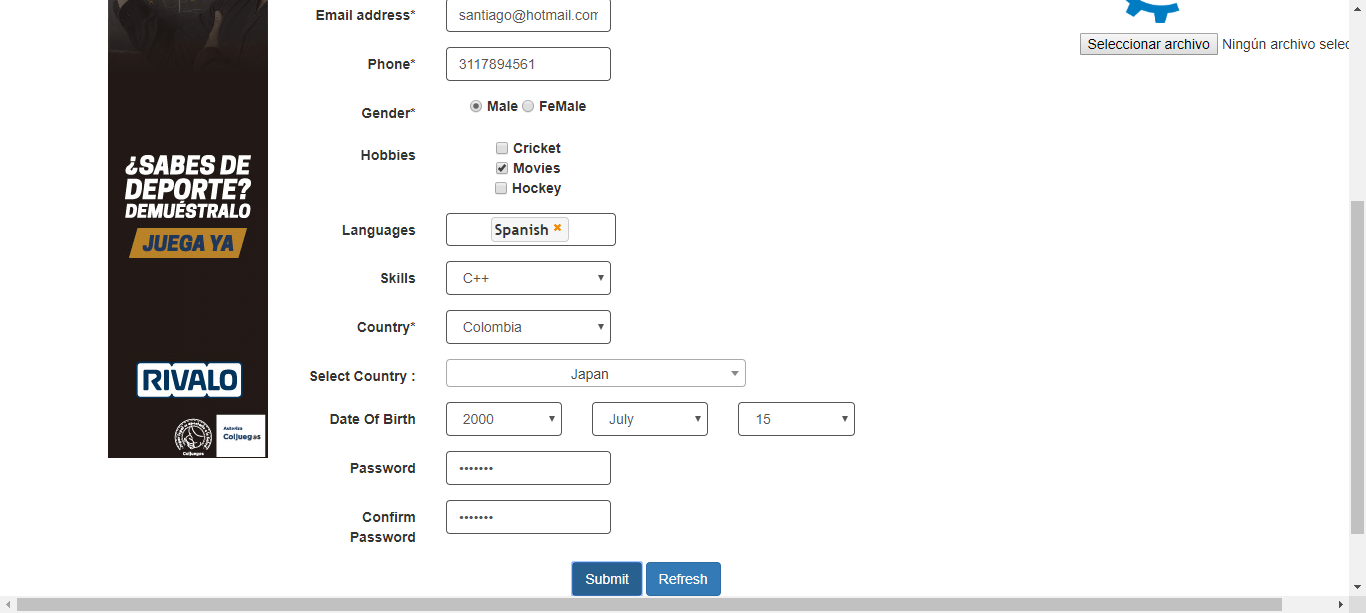 Email address* santiago@hotmail.com
Seleccionar archivo Ningún archivo selec
Phone* 3117894561
Gender* Male FeMale
Hobbies
Cricket
Movies
Hockey
Languages Spanish
Skills C++
Country* Colombia
Select Country : Japan
Date Of Birth 2000 July 15
Password •••••••
Confirm
Password •••••••
Submit Refresh
¿SABES DE
DEPORTE?
DEMUÉSTRALO
JUEGA YA
RIVALO
Autoriza
Coljuegos
Coljuegos